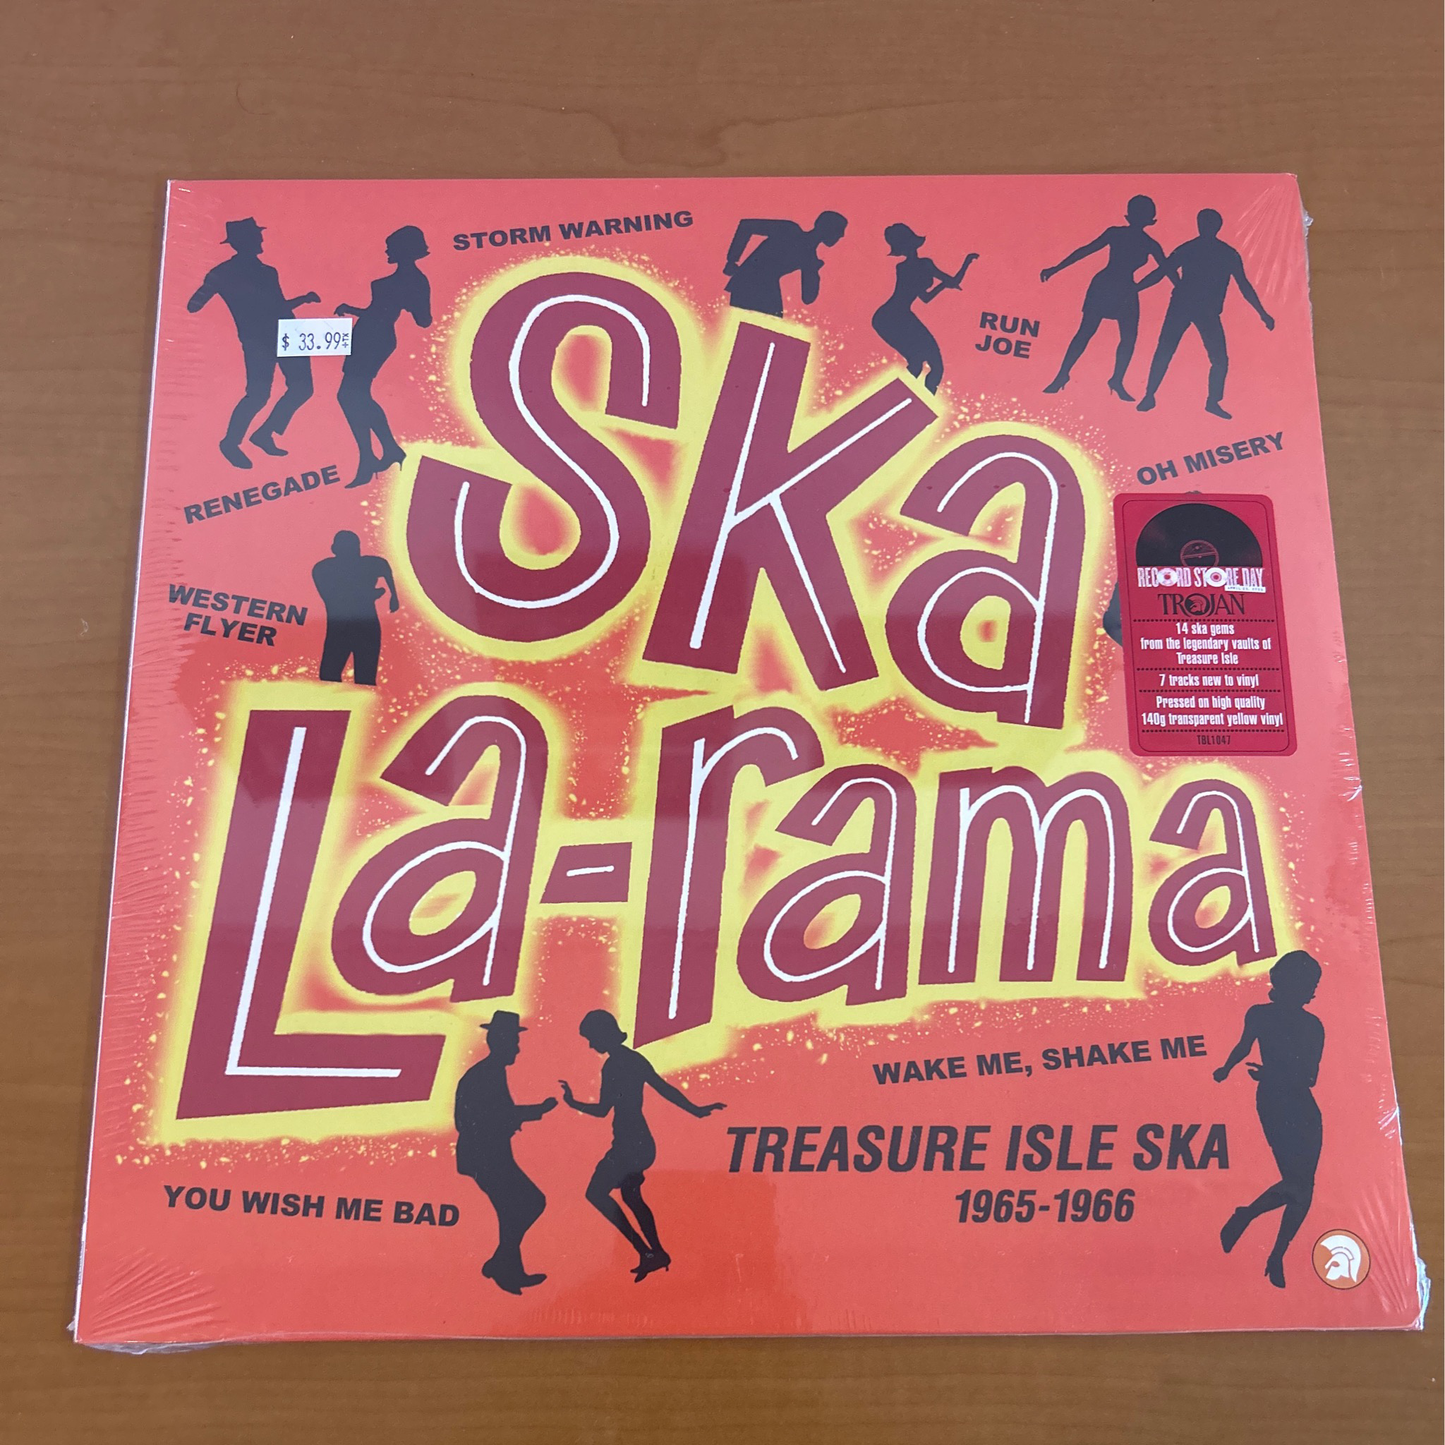 STORM WARNING
$ 33.99
+TX
RUN
JOE
Ska
OH MISERY
RENEGADE
WESTERN
FLYER
RECORD STORE DAY
TROJAN
14 ska gems
from the legendary vaults of
Treasure Isle
7 tracks new to vinyl
Pressed on high quality
140g transparent yellow vinyl
TBL1047
La-rama
WAKE ME, SHAKE ME
TREASURE ISLE SKA
1965-1966
YOU WISH ME BAD